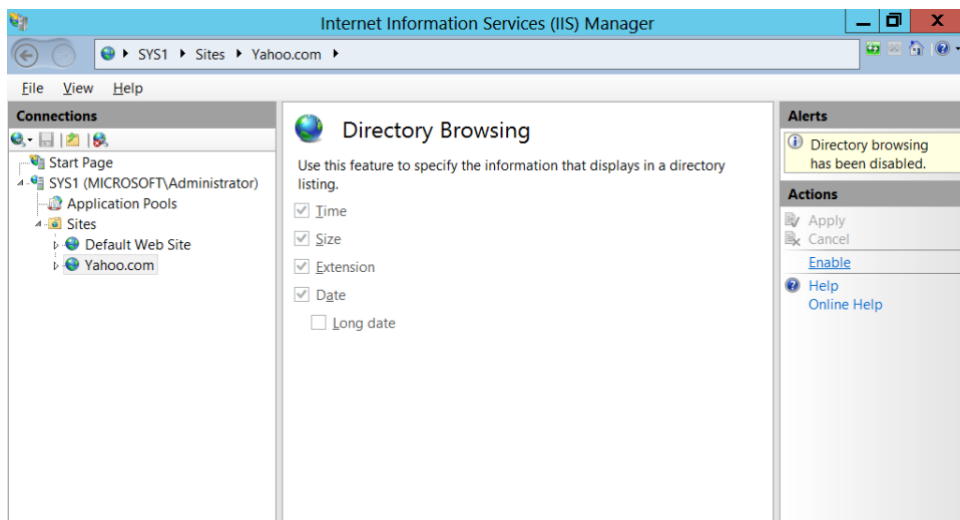 Internet Information Services (IIS) Manager
SYS1 Sites Yahoo.com
File View Help
Connections
Start Page
SYS1 (MICROSOFT\Administrator)
Application Pools
Sites
Default Web Site
Yahoo.com
Directory Browsing
Use this feature to specify the information that displays in a directory
listing.
Time
Size
Extension
Date
Long date
Alerts
Directory browsing
has been disabled.
Actions
Apply
Cancel
Enable
Help
Online Help